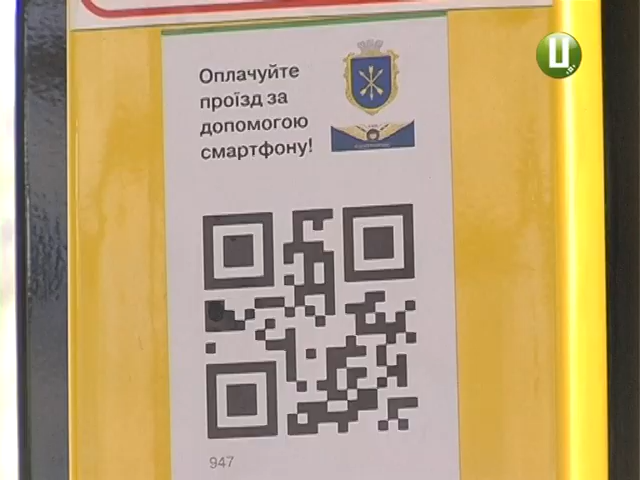 Оплачуйте
проїзд за
допомогою
смартфону!
947
Ц